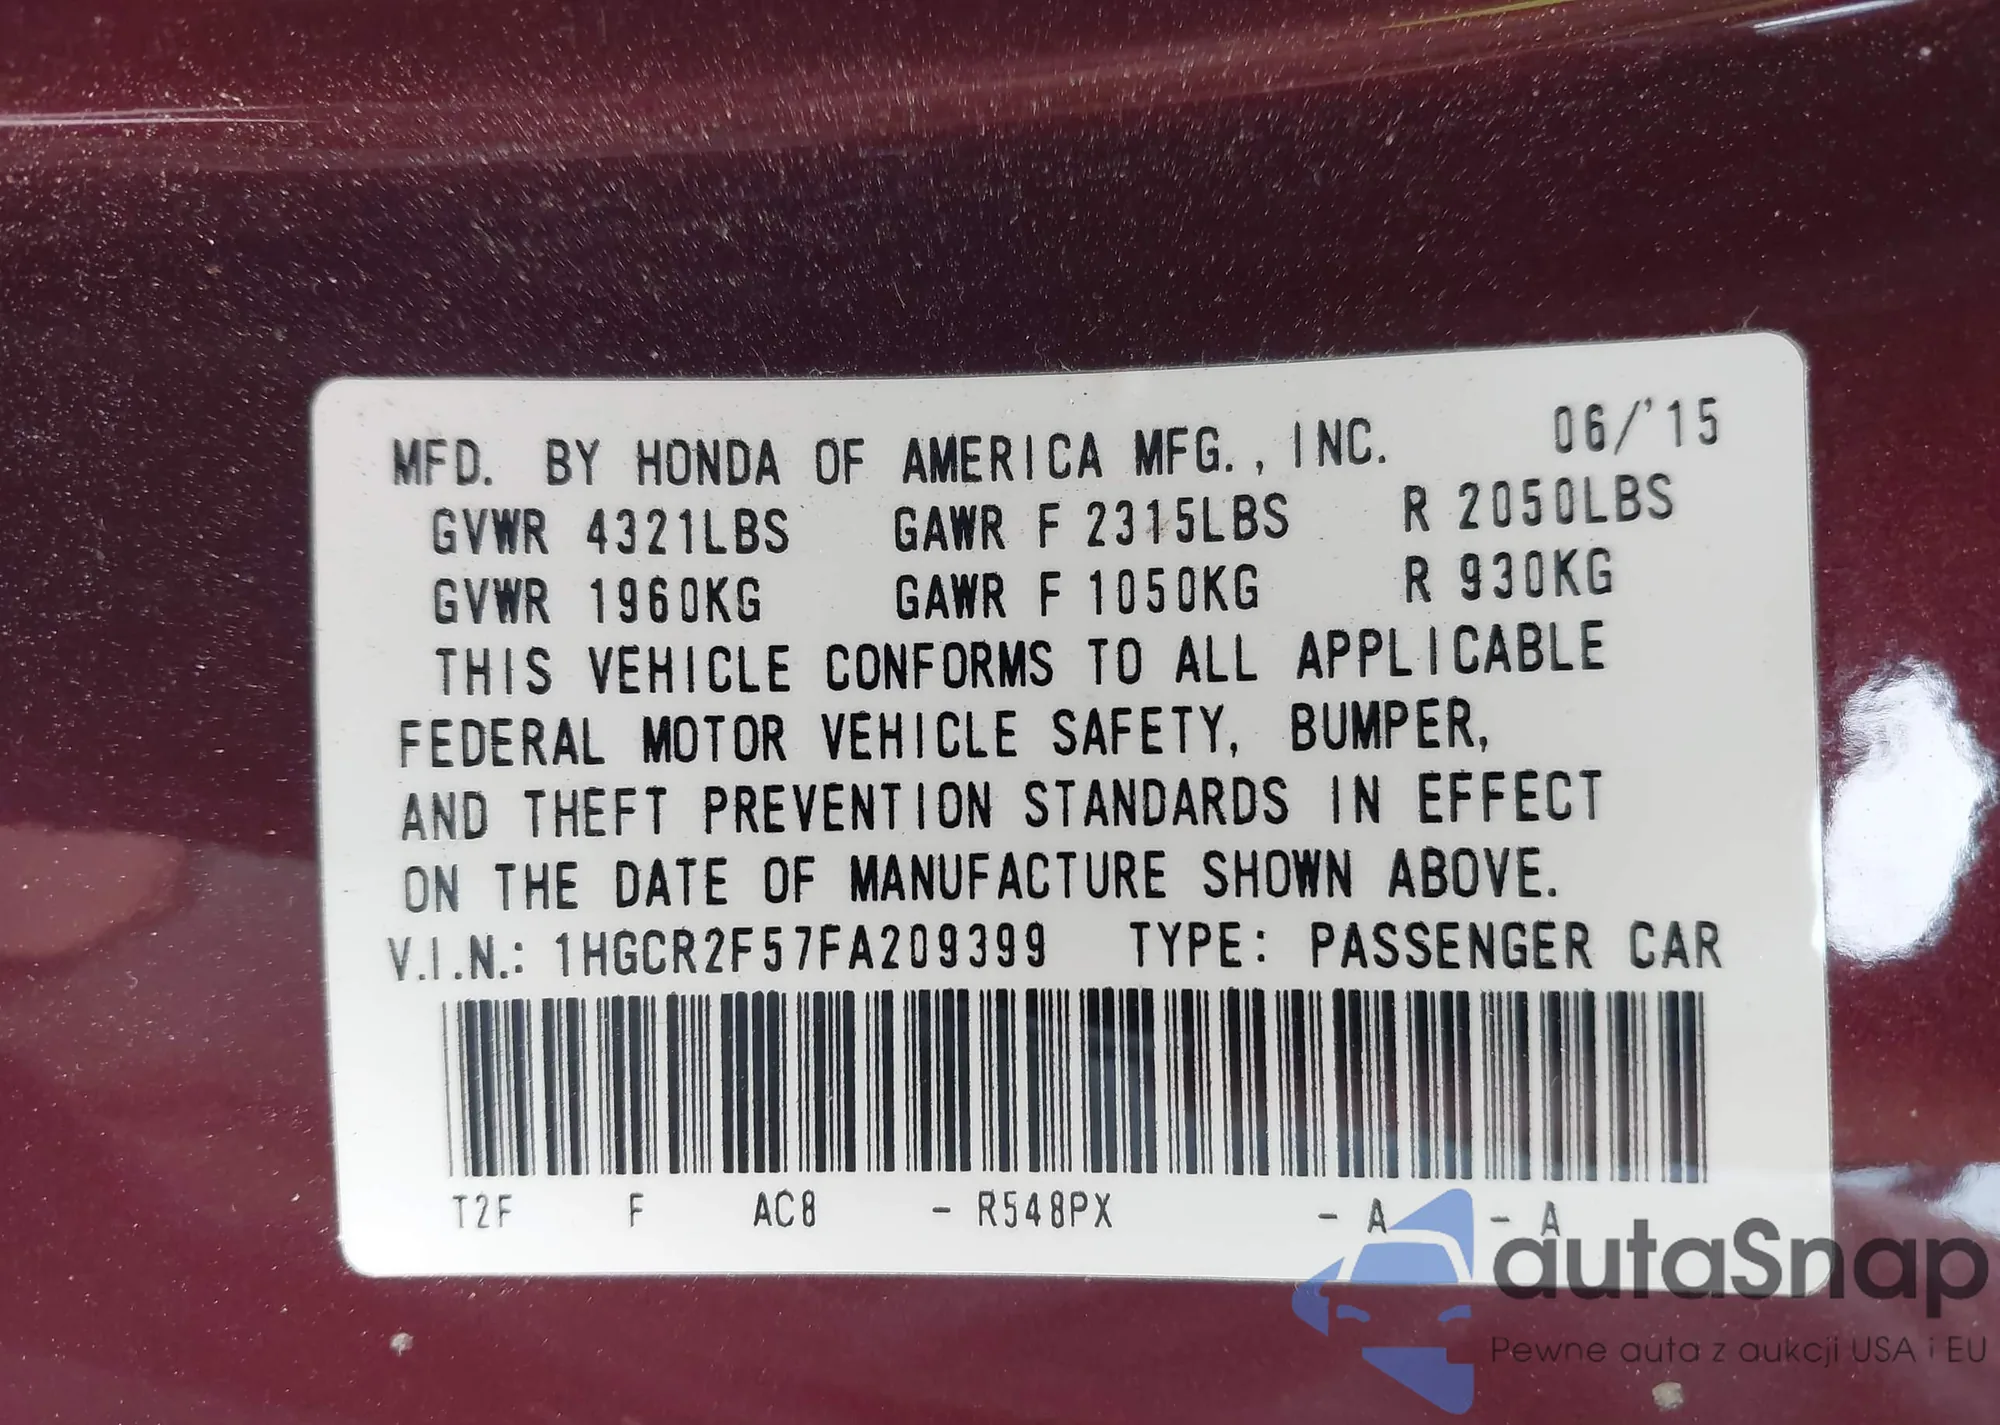 MFD. BY HONDA OF AMERICA MFG., INC. 06/'15
GVWR 4321LBS GAWR F 2315LBS R 2050LBS
GVWR 1960KG GAWR F 1050KG R 930KG
THIS VEHICLE CONFORMS TO ALL APPLICABLE
FEDERAL MOTOR VEHICLE SAFETY, BUMPER,
AND THEFT PREVENTION STANDARDS IN EFFECT
ON THE DATE OF MANUFACTURE SHOWN ABOVE.
V.I.N.: 1HGCR2F57FA209399 TYPE: PASSENGER CAR
T2F F AC8 - R548PX - A - A
autaSnap
Pewne auta z aukcji USA i EU